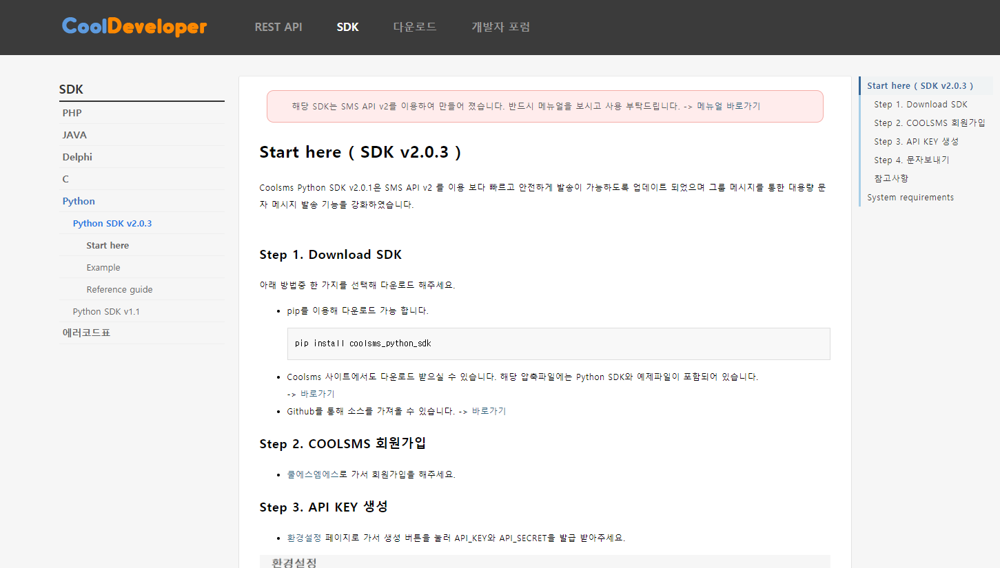 CoolDeveloper
REST API
SDK
다운로드
개발자 포럼
SDK
PHP
JAVA
Delphi
C
Python
Python SDK v2.0.3
Start here
Example
Reference guide
Python SDK v1.1
에러코드표
해당 SDK는 SMS API v2를 이용하여 만들어 졌습니다. 반드시 메뉴얼을 보시고 사용 부탁드립니다. -> 메뉴얼 바로가기
Start here ( SDK v2.0.3 )
Coolsms Python SDK v2.0.1은 SMS API v2 를 이용 보다 빠르고 안전하게 발송이 가능하도록 업데이트 되었으며 그룹 메시지를 통한 대용량 문
자 메시지 발송 기능을 강화하였습니다.
Step 1. Download SDK
아래 방법중 한 가지를 선택해 다운로드 해주세요.
pip를 이용해 다운로드 가능 합니다.
pip install coolsms_python_sdk
Coolsms 사이트에서도 다운로드 받으실 수 있습니다. 해당 압축파일에는 Python SDK와 예제파일이 포함되어 있습니다.
-> 바로가기
Github를 통해 소스를 가져올 수 있습니다. -> 바로가기
Step 2. COOLSMS 회원가입
쿨에스엠에스로 가서 회원가입을 해주세요.
Step 3. API KEY 생성
환경설정 페이지로 가서 생성 버튼을 눌러 API_KEY와 API_SECRET을 발급 받아주세요.
환경설정
Start here ( SDK v2.0.3 )
Step 1. Download SDK
Step 2. COOLSMS 회원가입
Step 3. API KEY 생성
Step 4. 문자보내기
참고사항
System requirements